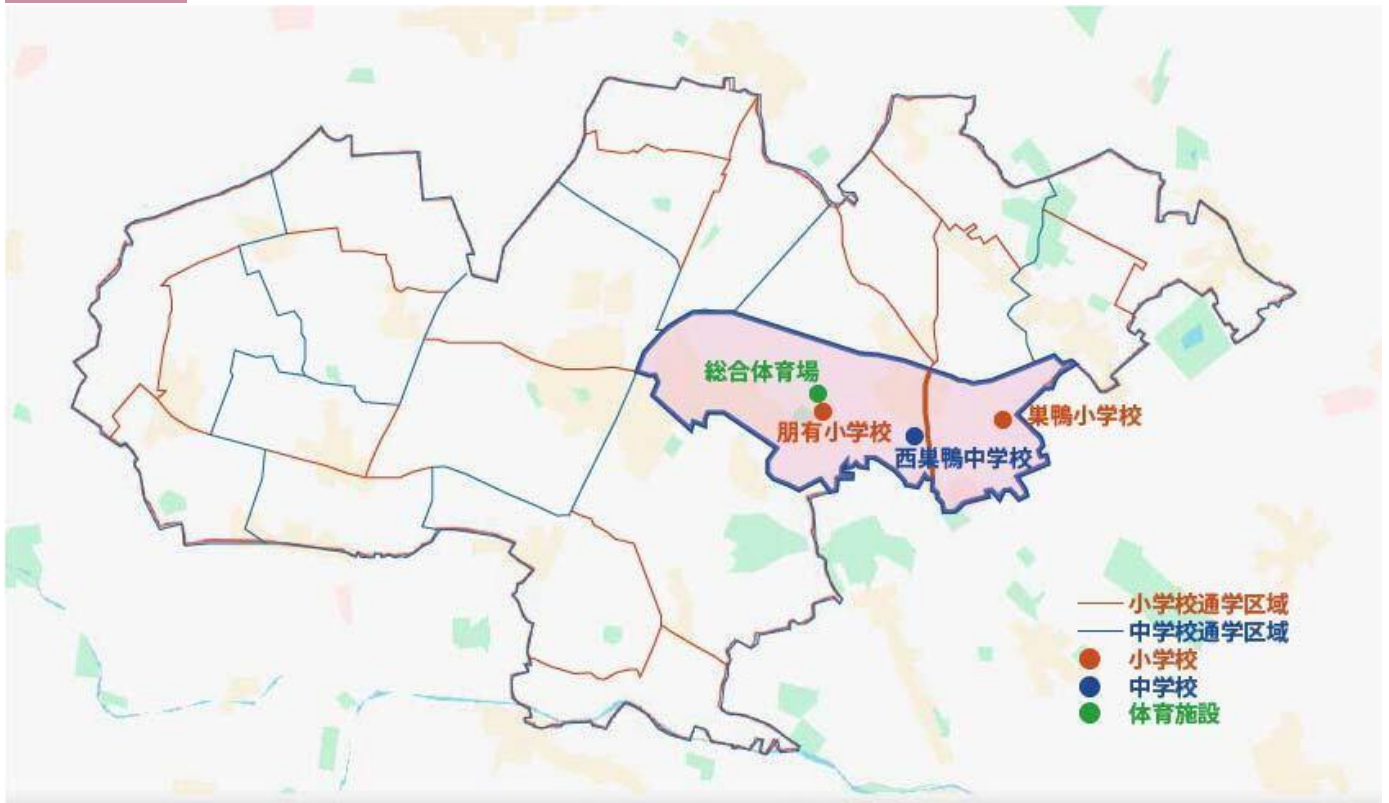 総合体育場
朋有小学校
西巣鴨中学校
巣鴨小学校
小学校通学区域
中学校通学区域
小学校
中学校
体育施設